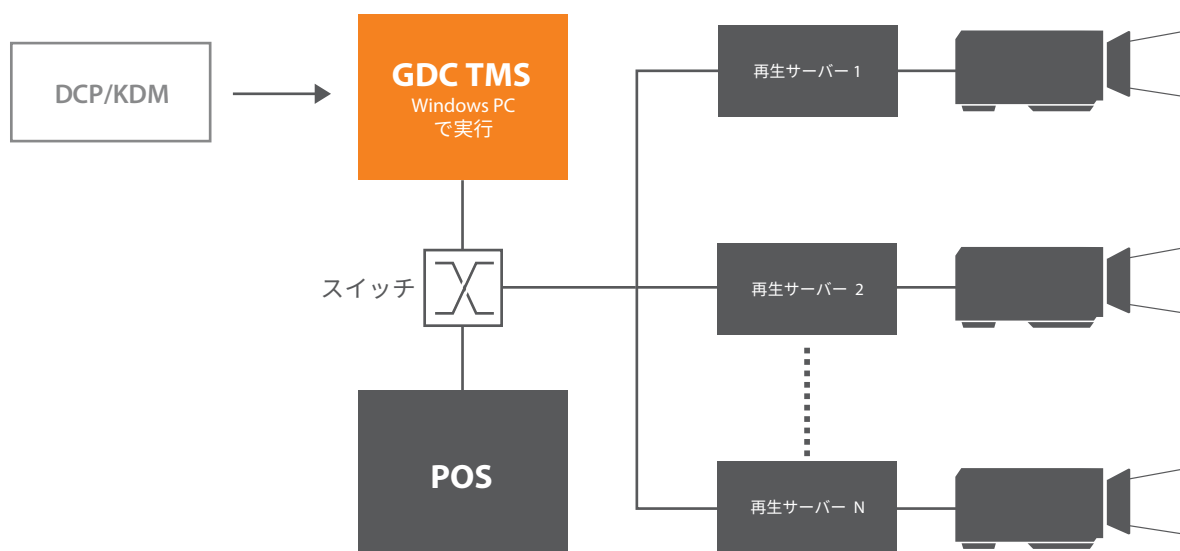 DCP/KDM
GDC TMS
Windows PC
で実行
スイッチ
POS
再生サーバー 1
再生サーバー 2
再生サーバー N